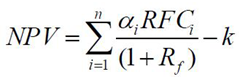 NPV = \sum_{i=1}^{n} \frac{\alpha_i RFC_i}{(1 + R_f)} - k